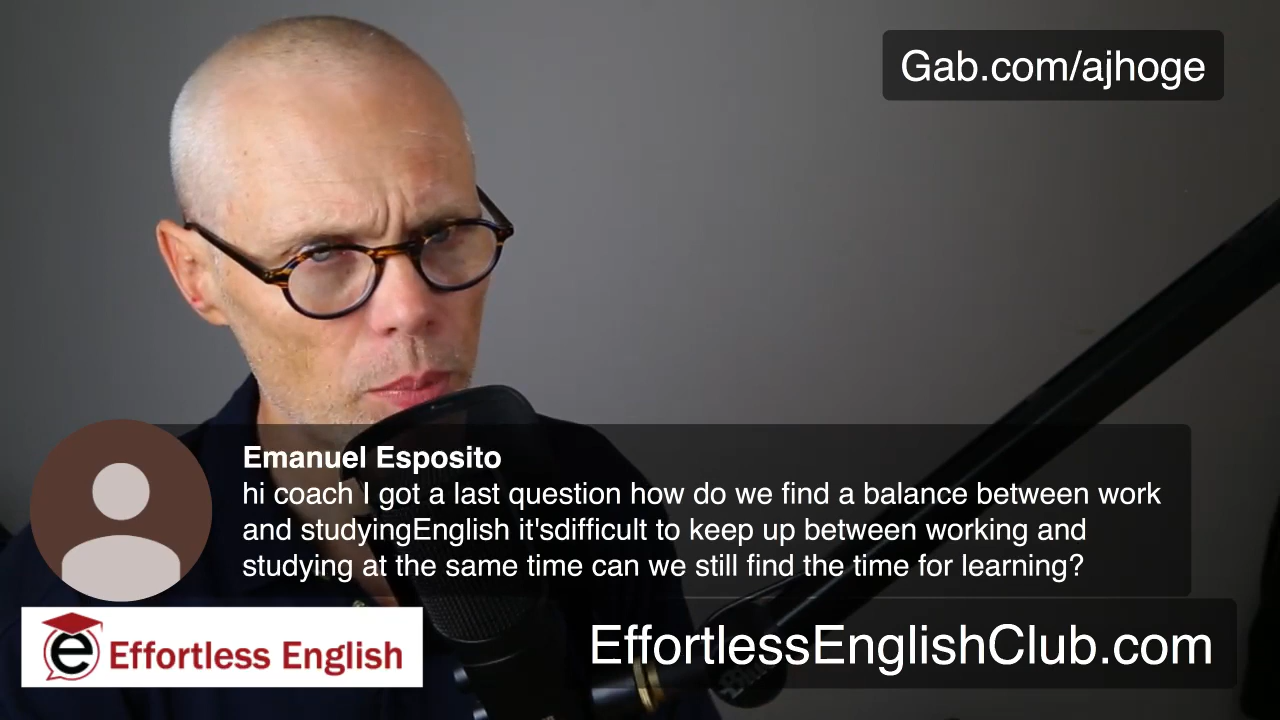 Gab.com/ajhoge
Emanuel Esposito
hi coach I got a last question how do we find a balance between work
and studyingEnglish it'sdifficult to keep up between working and
studying at the same time can we still find the time for learning?
e Effortless English
EffortlessEnglishClub.com